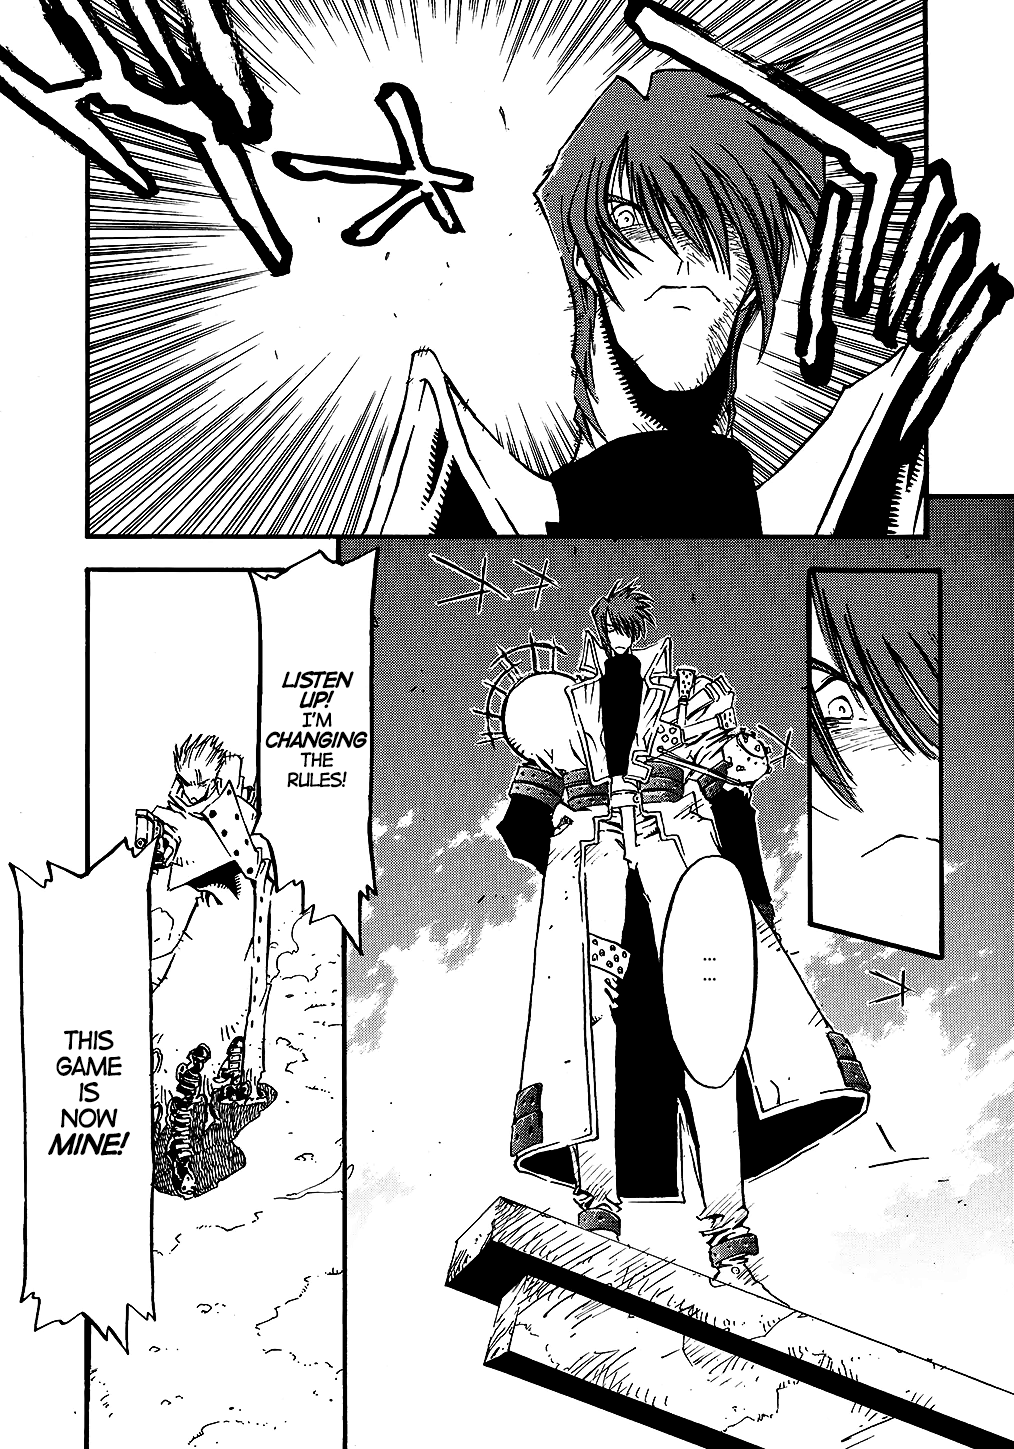 ......
LISTEN
UP!
I'M
CHANGING
THE
RULES!
THIS
GAME
IS
NOW
MINE!